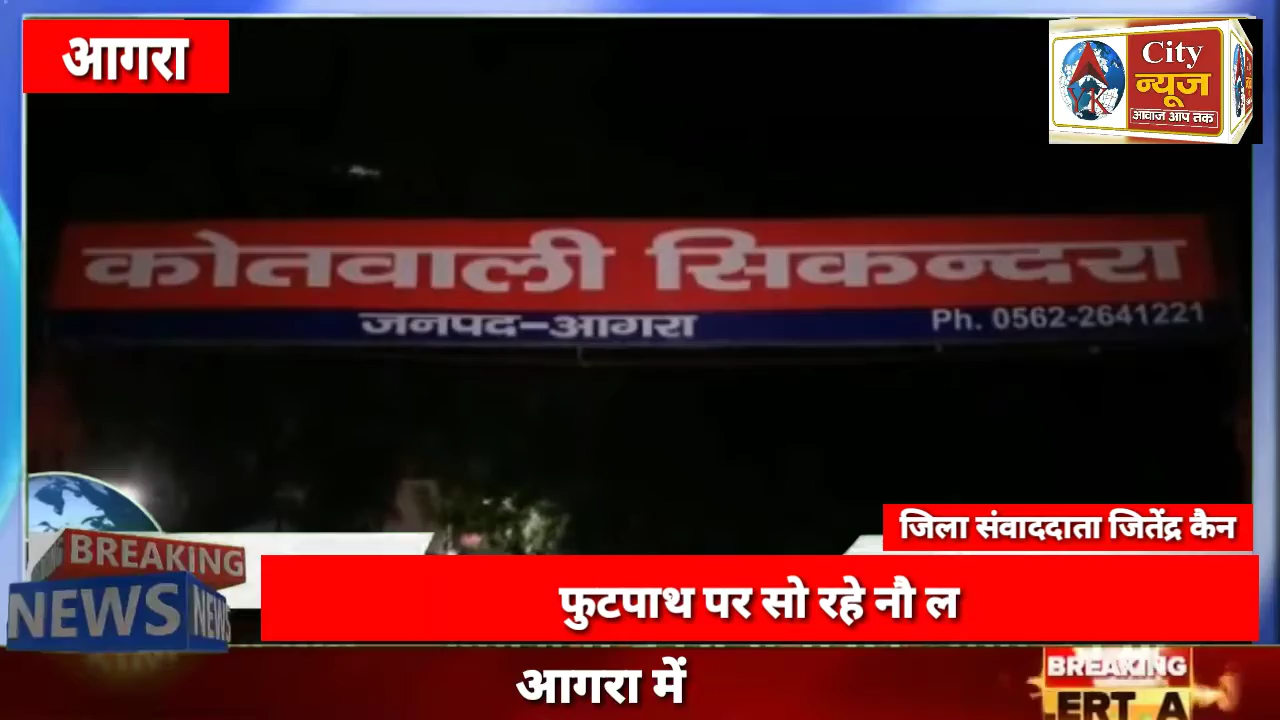 आगरा
City
न्यूज
आवाज आप तक
कोतवाली सिकन्दरा
जनपद-आगरा
Ph. 0562-2641221
जिला संवाददाता जितेंद्र कैन
BREAKING
NEWS NEWS
फुटपाथ पर सो रहे नौ ल
आगरा में
BREAKING